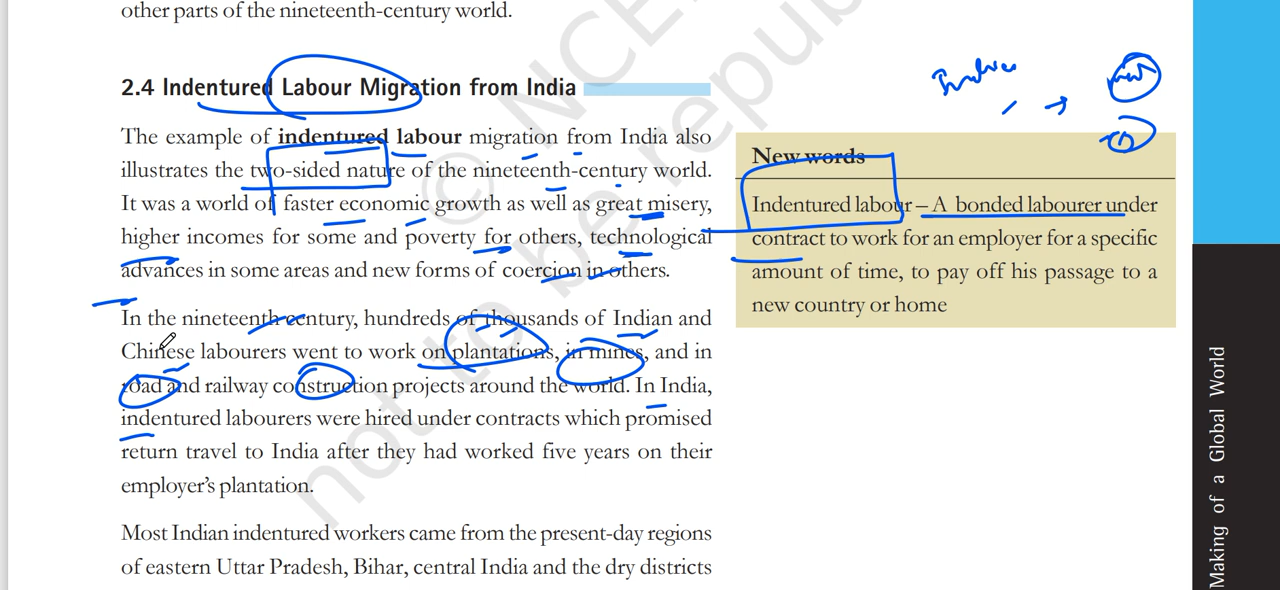 other parts of the nineteenth-century world.
2.4 Indentured Labour Migration from India
The example of indentured labour migration from India also
illustrates the two-sided nature of the nineteenth-century world.
It was a world of faster economic growth as well as great misery,
higher incomes for some and poverty for others, technological
advances in some areas and new forms of coercion in others.
In the nineteenth century, hundreds of thousands of Indian and
Chinese labourers went to work on plantations, in mines, and in
road and railway construction projects around the world. In India,
indentured labourers were hired under contracts which promised
return travel to India after they had worked five years on their
employer's plantation.
Most Indian indentured workers came from the present-day regions
of eastern Uttar Pradesh, Bihar, central India and the dry districts
New words
Indentured labour – A bonded labourer under
contract to work for an employer for a specific
amount of time, to pay off his passage to a
new country or home
Making of a Global World
© NCE
not to be repub